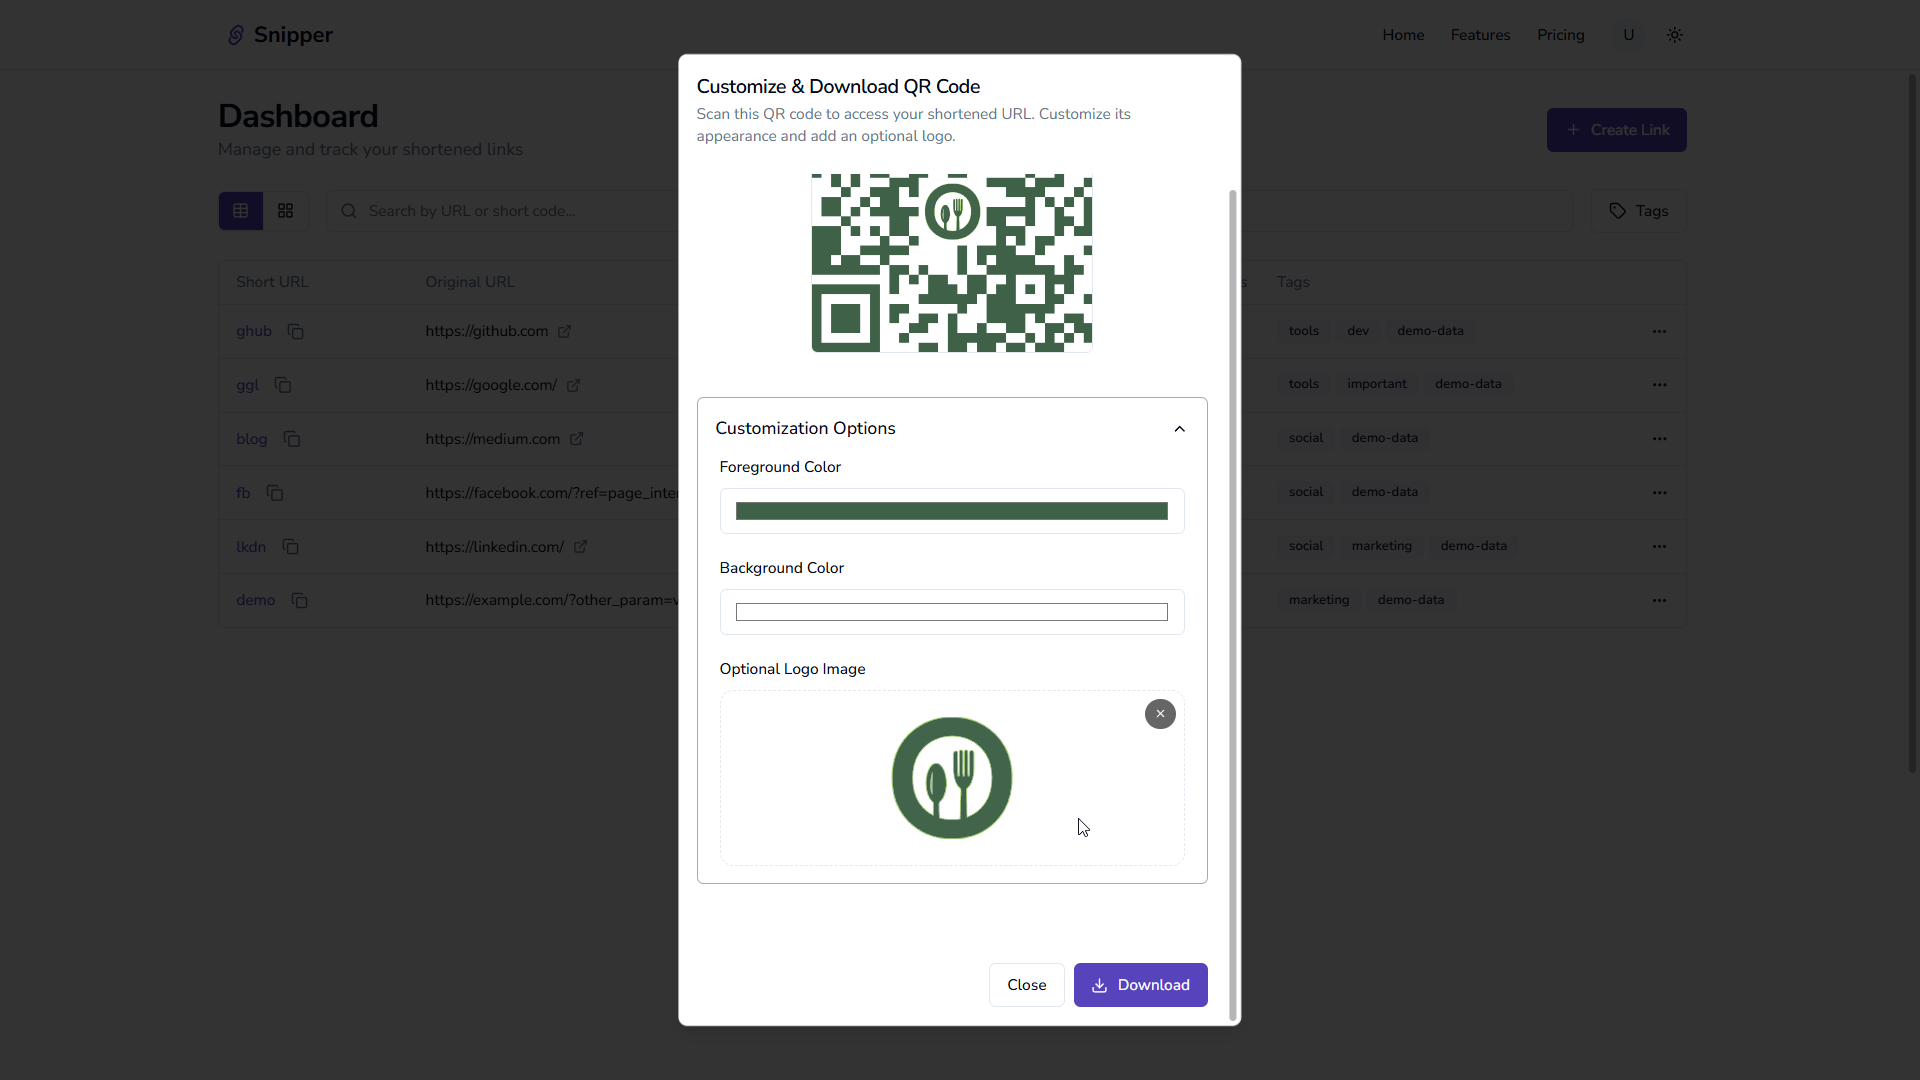 Snipper
Home
Features
Pricing
U
Dashboard
Manage and track your shortened links
Create Link
Search by URL or short code...
Tags
Short URL
Original URL
Tags
ghub
https://github.com
tools
dev
demo-data
ggl
https://google.com/
tools
important
demo-data
blog
https://medium.com
social
demo-data
fb
https://facebook.com/?ref=page_inte
social
demo-data
lkdn
https://linkedin.com/
social
marketing
demo-data
demo
https://example.com/?other_param=
marketing
demo-data
Customize & Download QR Code
Scan this QR code to access your shortened URL. Customize its
appearance and add an optional logo.
Customization Options
Foreground Color
Background Color
Optional Logo Image
Close
Download